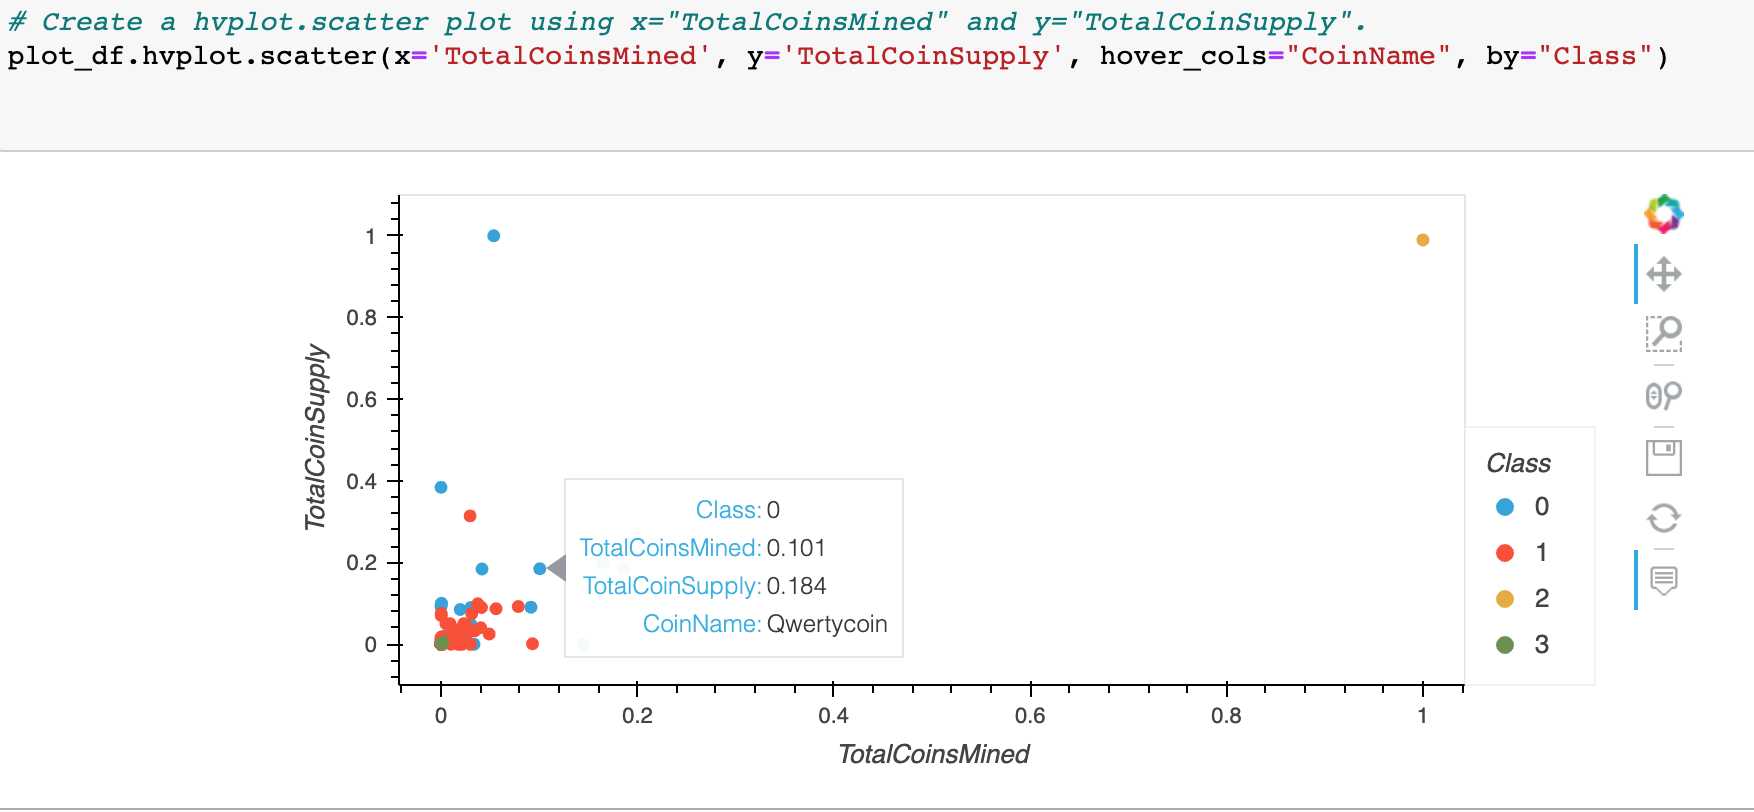 # Create a hvplot.scatter plot using x="TotalCoinsMined" and y="TotalCoinSupply".
plot_df.hvplot.scatter(x='TotalCoinsMined', y='TotalCoinSupply', hover_cols="CoinName", by="Class")
1
0.8
0.6
0.4
0.2
0
TotalCoinSupply
Class: 0
TotalCoinsMined: 0.101
TotalCoinSupply: 0.184
CoinName: Qwertycoin
Class
0
1
2
3
0 0.2 0.4 0.6 0.8 1
TotalCoinsMined